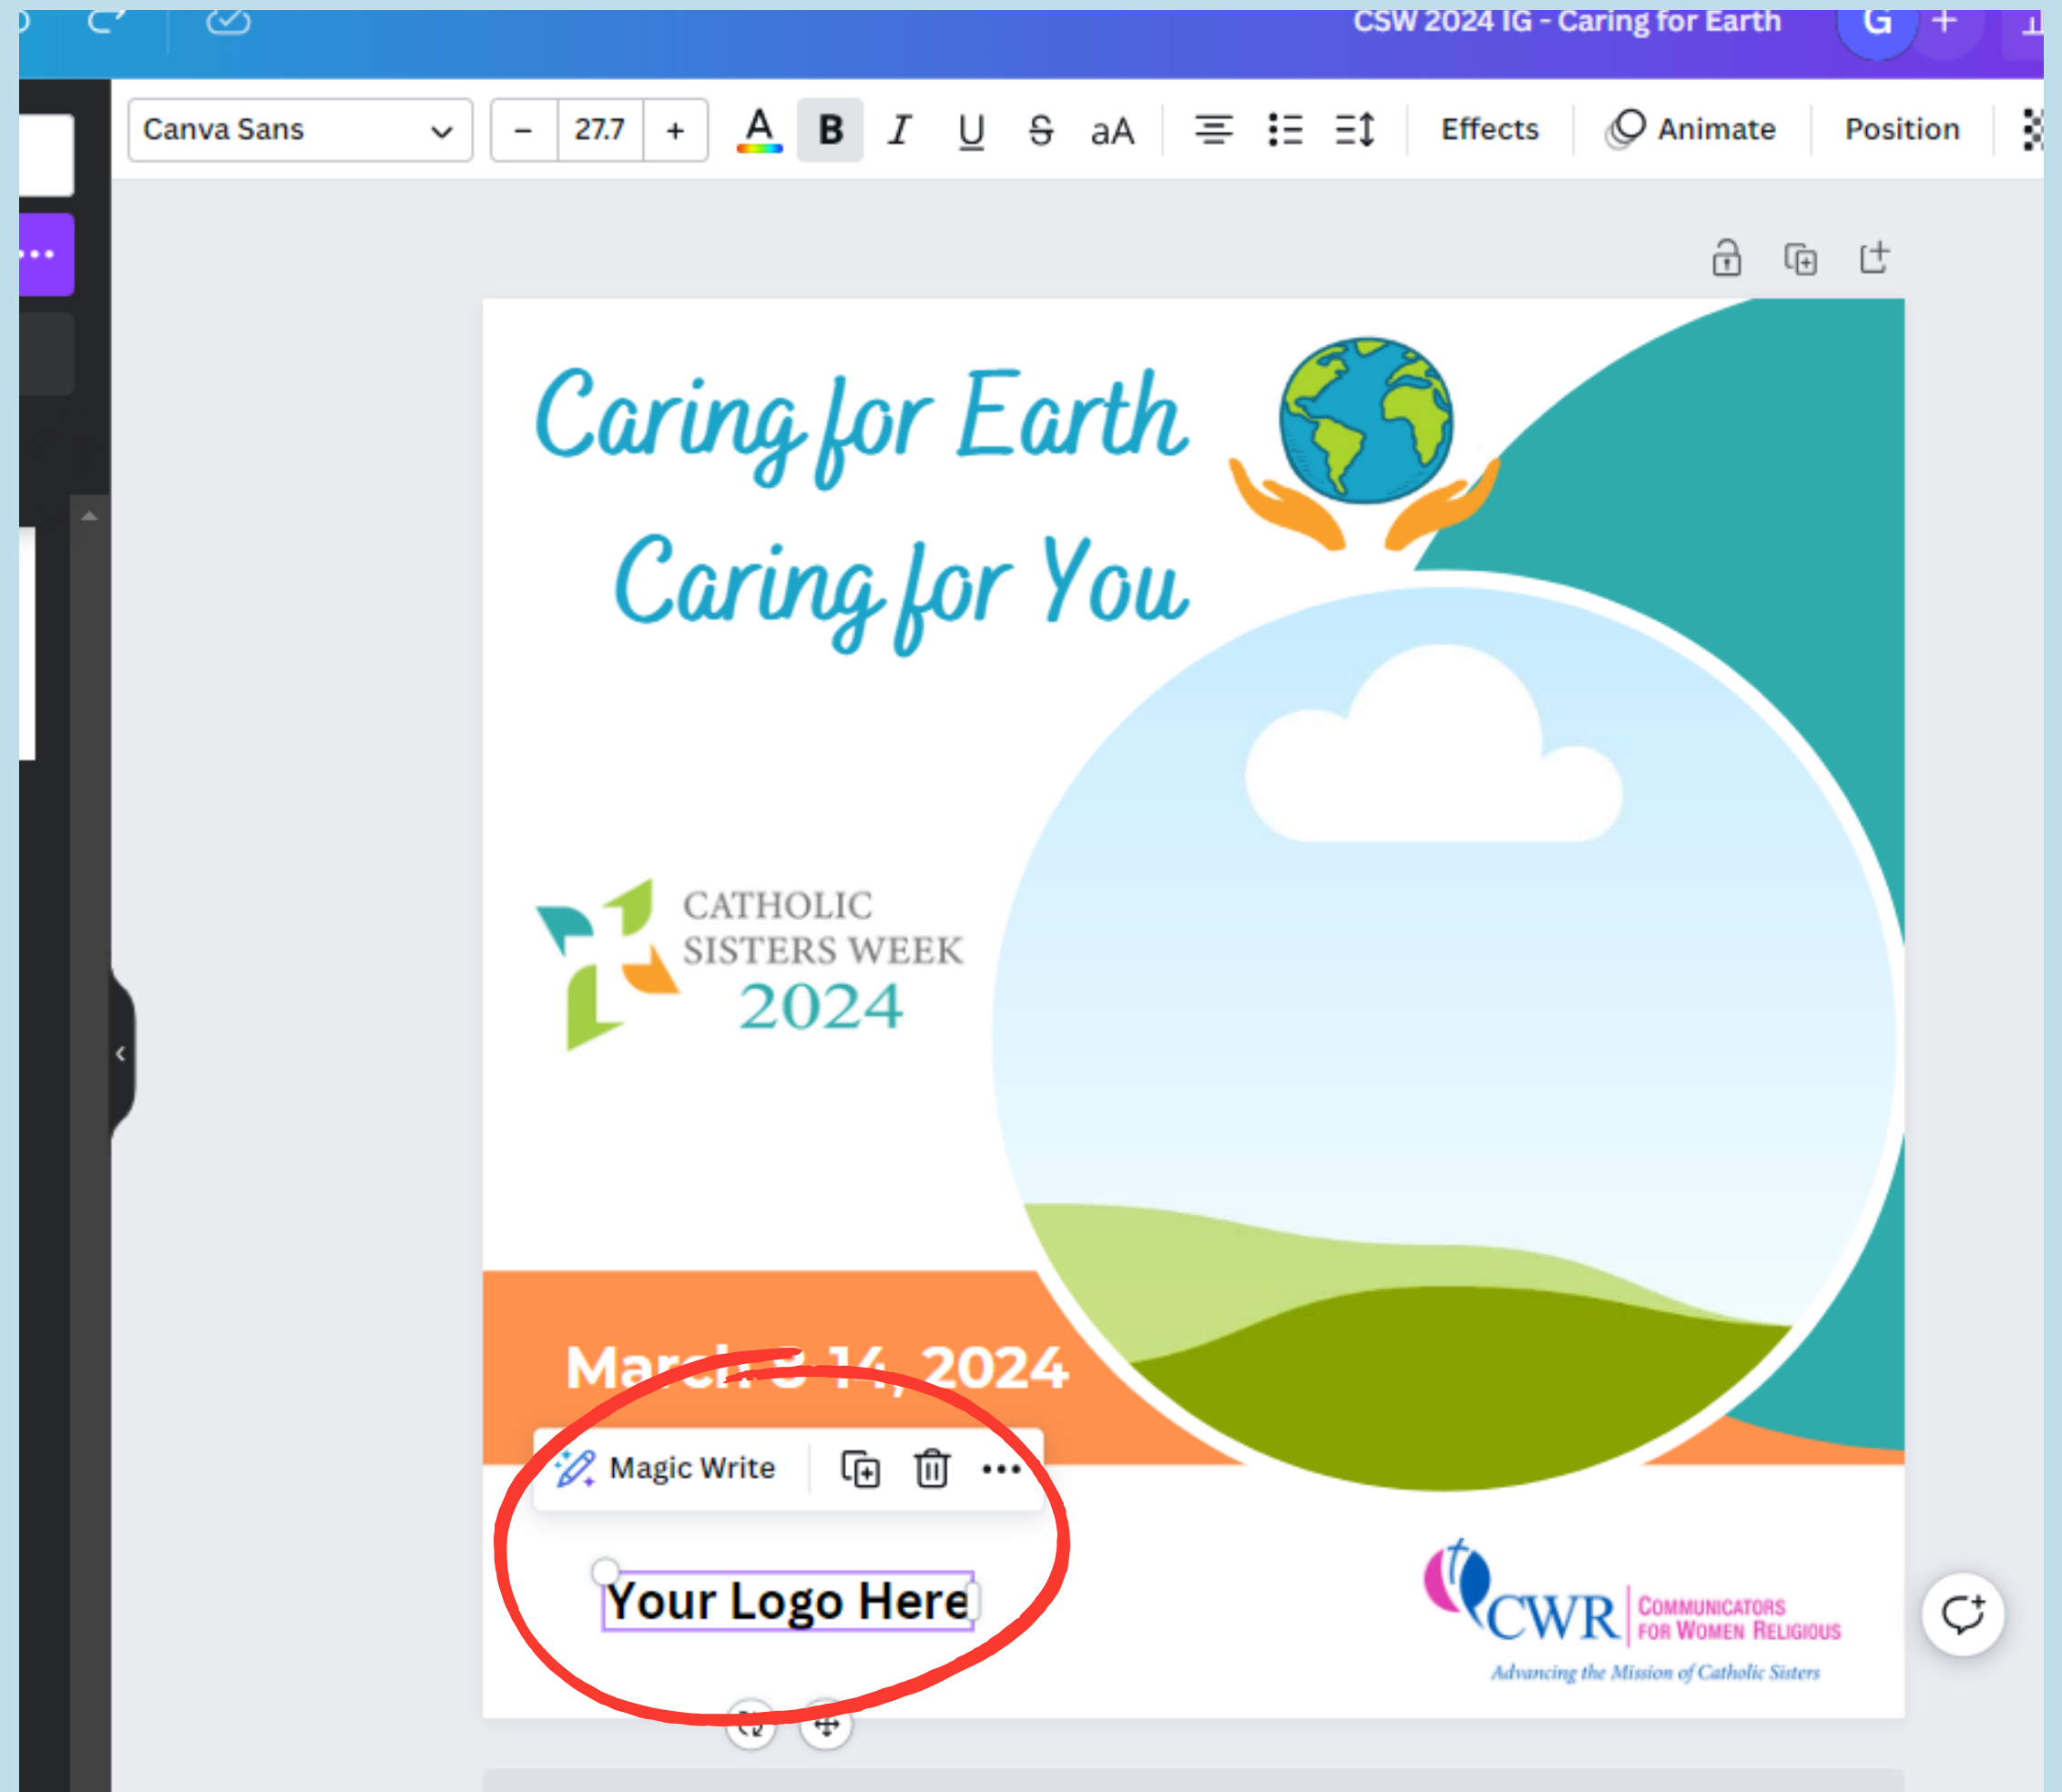 CSW 2024 IG - Caring for Earth
G
Canva Sans
27.7
A B I U S aA
Effects
Animate
Position
Caring for Earth
Caring for You
CATHOLIC
SISTERS WEEK
2024
March 8-14, 2024
Magic Write
Your Logo Here
CWR
COMMUNICATORS
FOR WOMEN RELIGIOUS
Advancing the Mission of Catholic Sisters